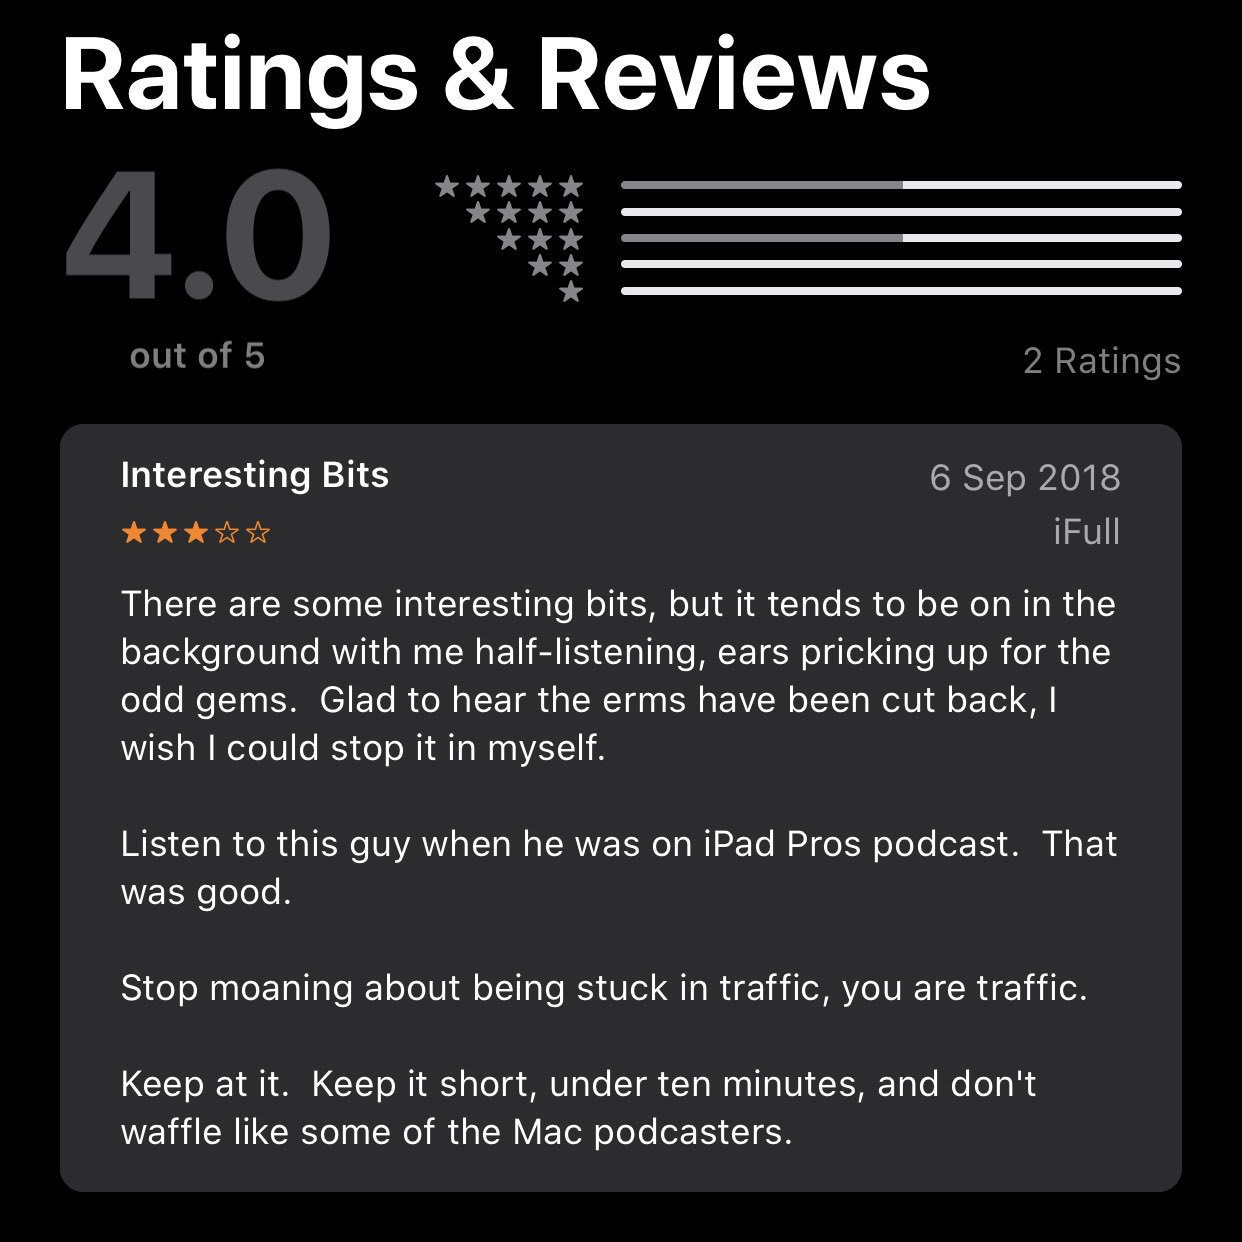 Ratings & Reviews
4.0
out of 5
2 Ratings
Interesting Bits
6 Sep 2018
iFull
There are some interesting bits, but it tends to be on in the
background with me half-listening, ears pricking up for the
odd gems.  Glad to hear the erms have been cut back, I
wish I could stop it in myself.
Listen to this guy when he was on iPad Pros podcast.  That
was good.
Stop moaning about being stuck in traffic, you are traffic.
Keep at it.  Keep it short, under ten minutes, and don't
waffle like some of the Mac podcasters.